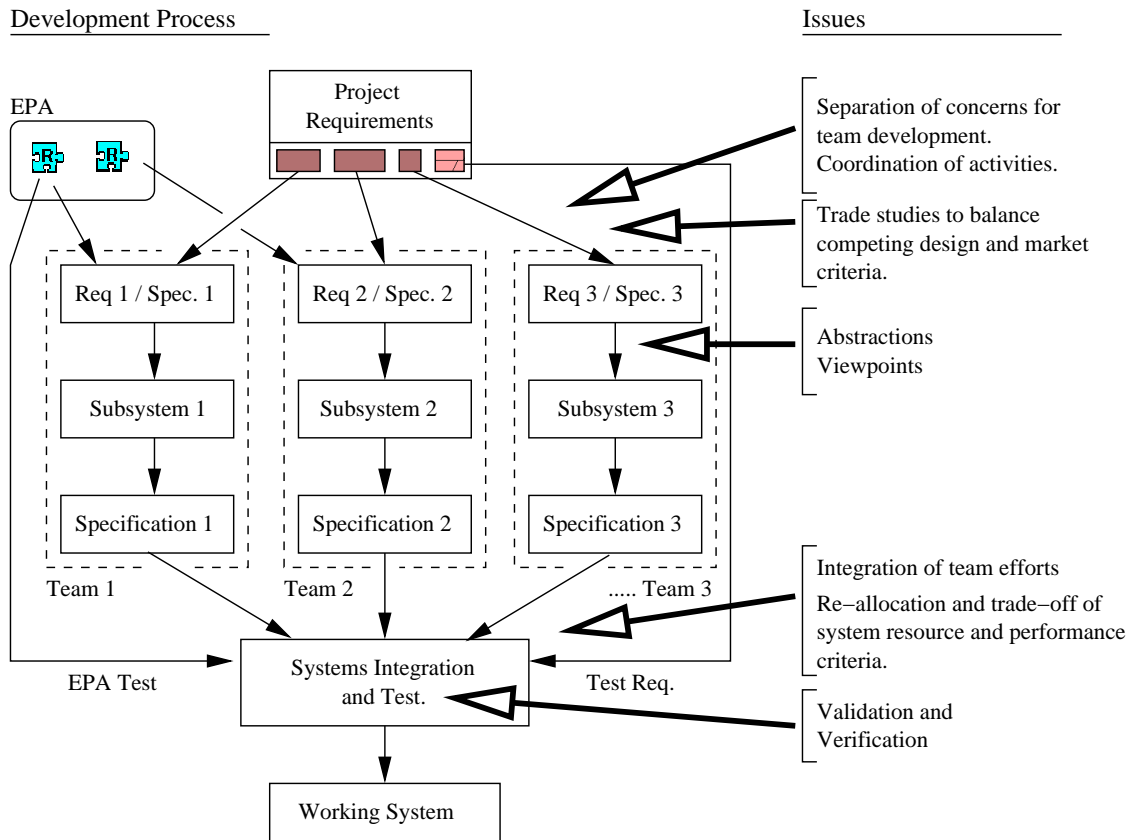 Development Process
Issues
EPA
R
R
Project
Requirements
Separation of concerns for
team development.
Coordination of activities.
Trade studies to balance
competing design and market
criteria.
Req 1 / Spec. 1
Req 2 / Spec. 2
Req 3 / Spec. 3
Abstractions
Viewpoints
Subsystem 1
Subsystem 2
Subsystem 3
Specification 1
Specification 2
Specification 3
Team 1
Team 2
..... Team 3
Integration of team efforts
Re−allocation and trade−off of
system resource and performance
criteria.
EPA Test
Systems Integration
and Test.
Test Req.
Validation and
Verification
Working System